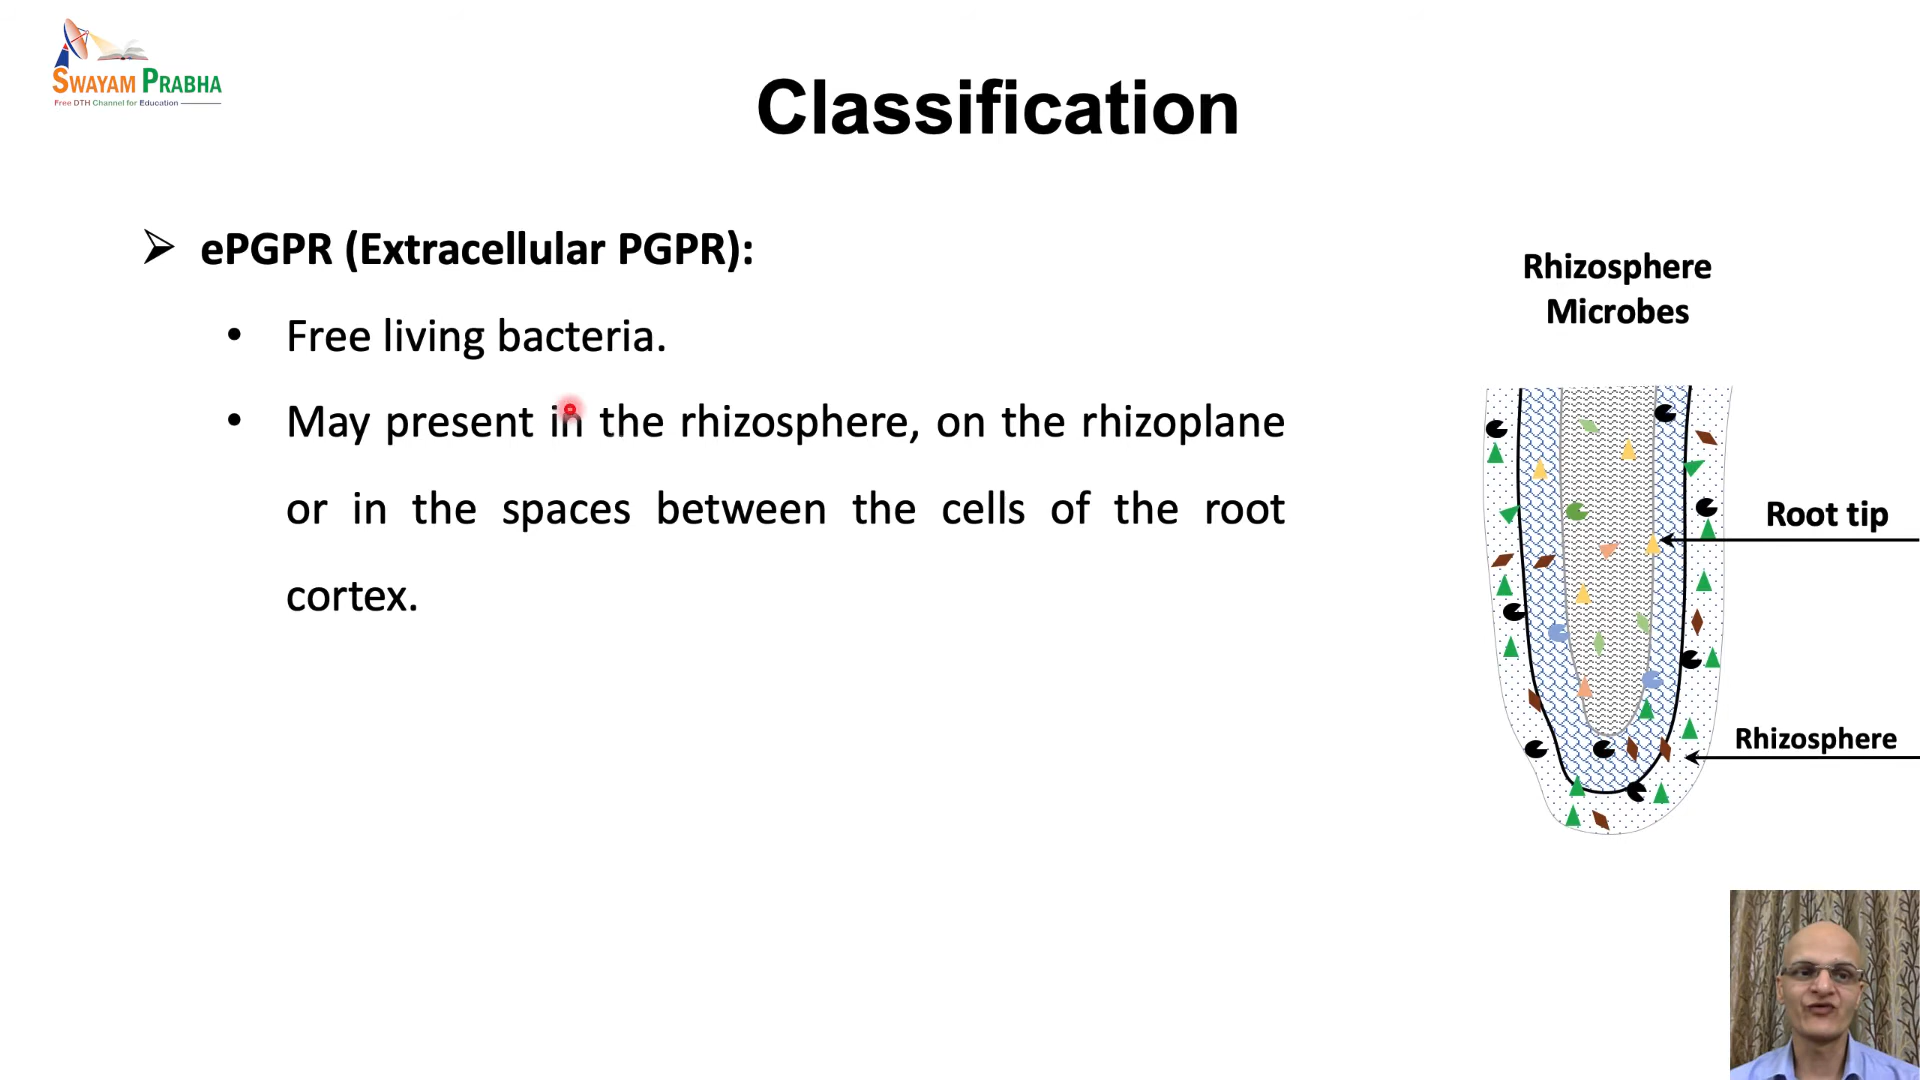 SWAYAM PRABHA
Free DTH Channel for Education
Classification
ePGPR (Extracellular PGPR):
• Free living bacteria.
• May present in the rhizosphere, on the rhizoplane
or in the spaces between the cells of the root
cortex.
Rhizosphere
Microbes
Root tip
Rhizosphere